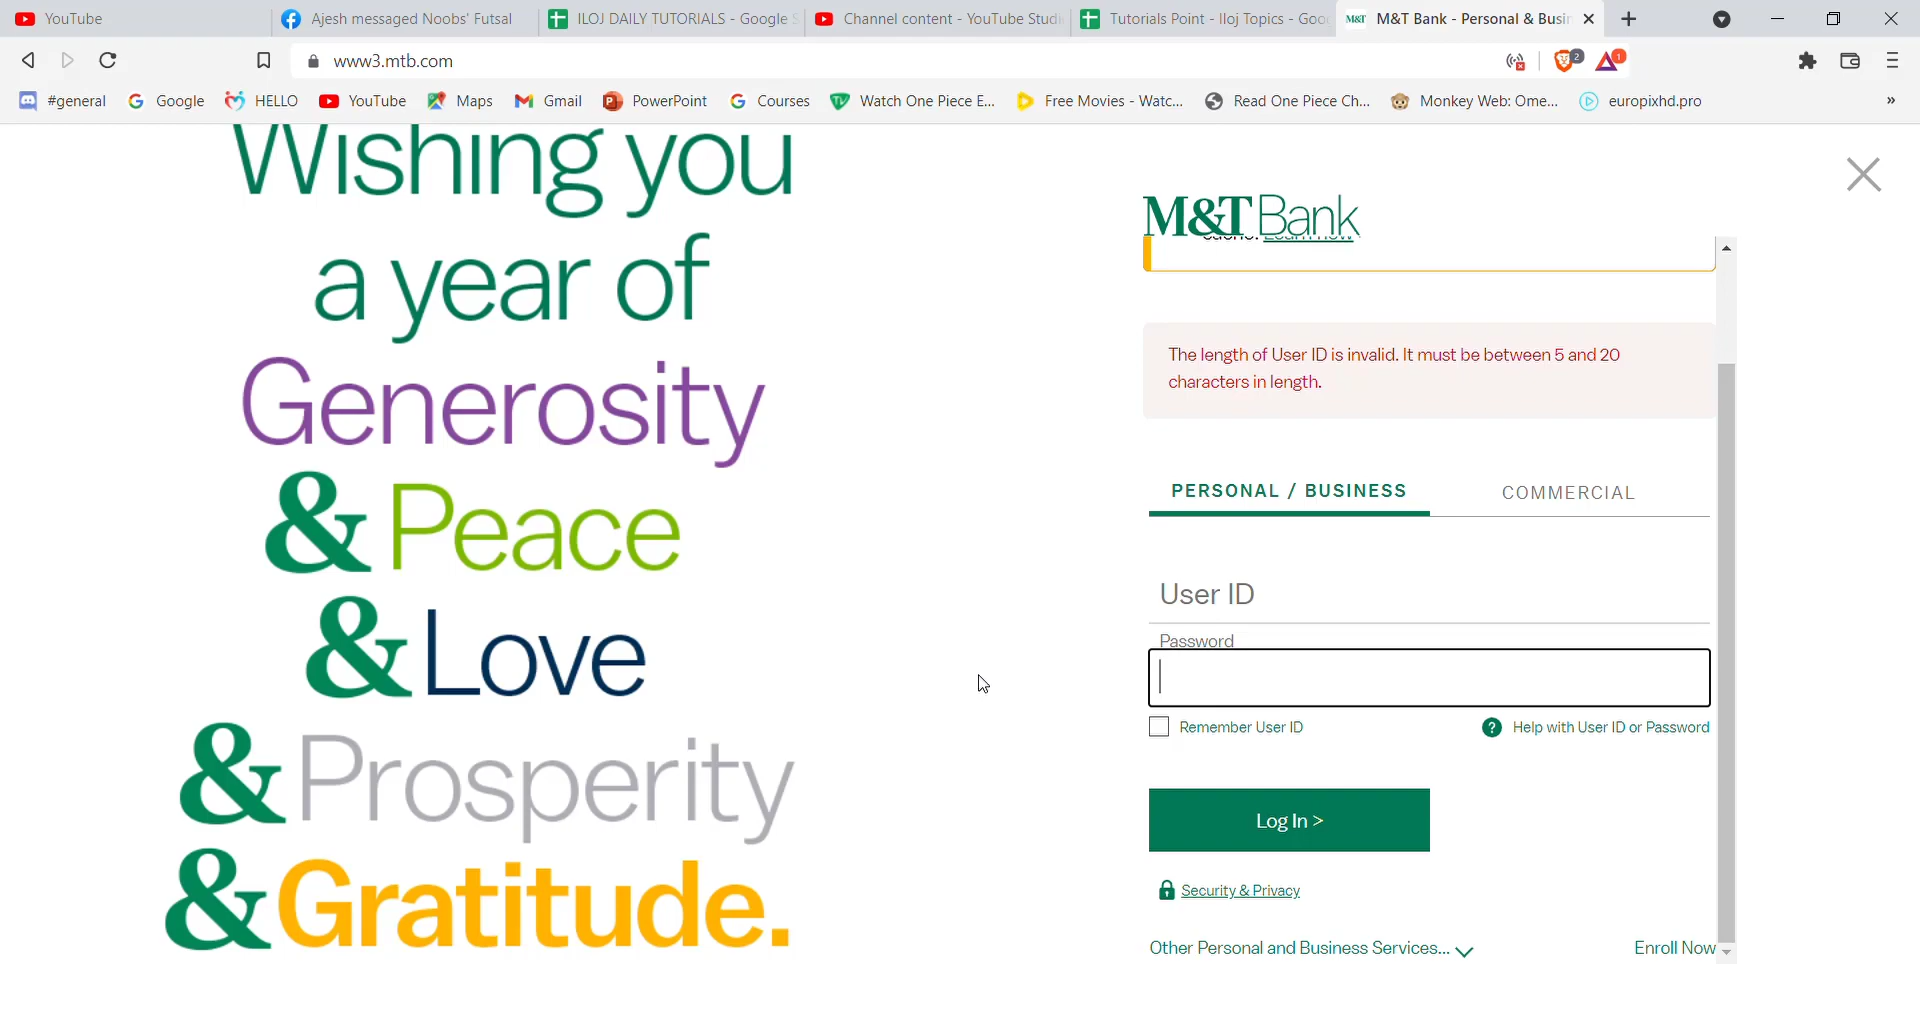 YouTube
Ajesh messaged Noobs' Futsal
ILOJ DAILY TUTORIALS - Google S
Channel content - YouTube Studi
Tutorials Point - Iloj Topics - Goog
M&T Bank - Personal & Busin
www3.mtb.com
2
1
#general
Google
HELLO
YouTube
Maps
Gmail
PowerPoint
Courses
Watch One Piece E...
Free Movies - Watc...
Read One Piece Ch...
Monkey Web: Ome...
europixhd.pro
»
Wishing you
a year of
Generosity
& Peace
& Love
& Prosperity
& Gratitude.
M&T Bank
The length of User ID is invalid. It must be between 5 and 20
characters in length.
PERSONAL / BUSINESS
COMMERCIAL
User ID
Password
Remember User ID
? Help with User ID or Password
Log In >
Security & Privacy
Other Personal and Business Services...
Enroll Now